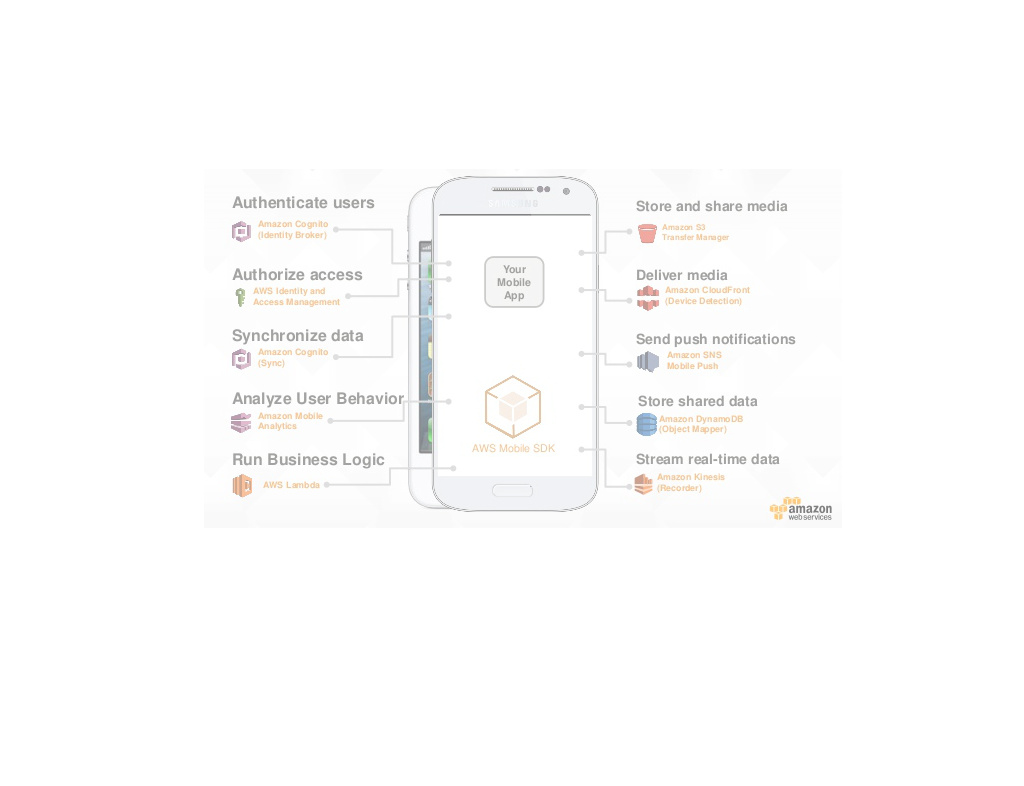 Authenticate users
Amazon Cognito
(Identity Broker)
Authorize access
AWS Identity and
Access Management
Synchronize data
Amazon Cognito
(Sync)
Analyze User Behavior
Amazon Mobile
Analytics
Run Business Logic
AWS Lambda
SAMSUNG
Your
Mobile
App
AWS Mobile SDK
Store and share media
Amazon S3
Transfer Manager
Deliver media
Amazon CloudFront
(Device Detection)
Send push notifications
Amazon SNS
Mobile Push
Store shared data
Amazon DynamoDB
(Object Mapper)
Stream real-time data
Amazon Kinesis
(Recorder)
amazon
webservices